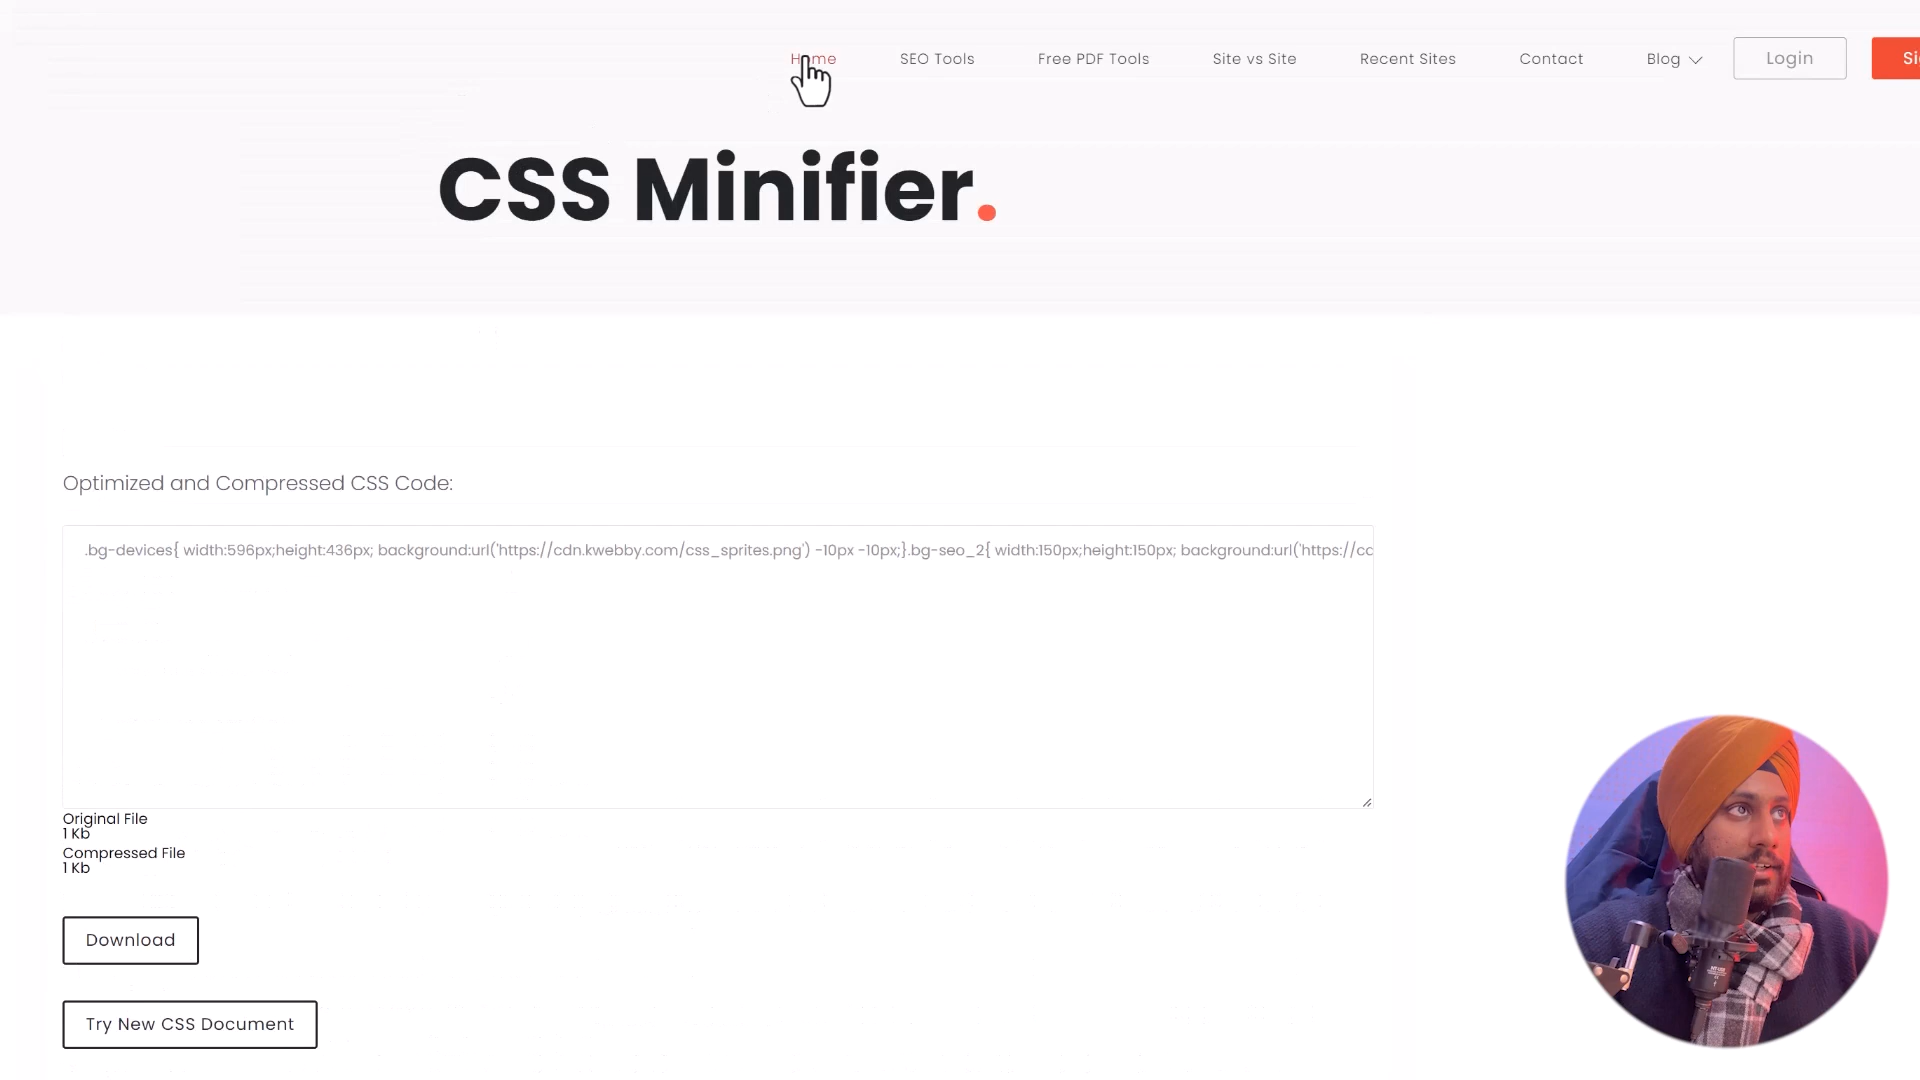 Home SEO Tools Free PDF Tools Site vs Site Recent Sites Contact Blog Login
CSS Minifier.
Optimized and Compressed CSS Code:
.bg-devices{ width:596px;height:436px; background:url('https://cdn.kwebby.com/css_sprites.png') -10px -10px;}.bg-seo_2{ width:150px;height:150px; background:url('https://cc
Original File
1 Kb
Compressed File
1 Kb
Download
Try New CSS Document